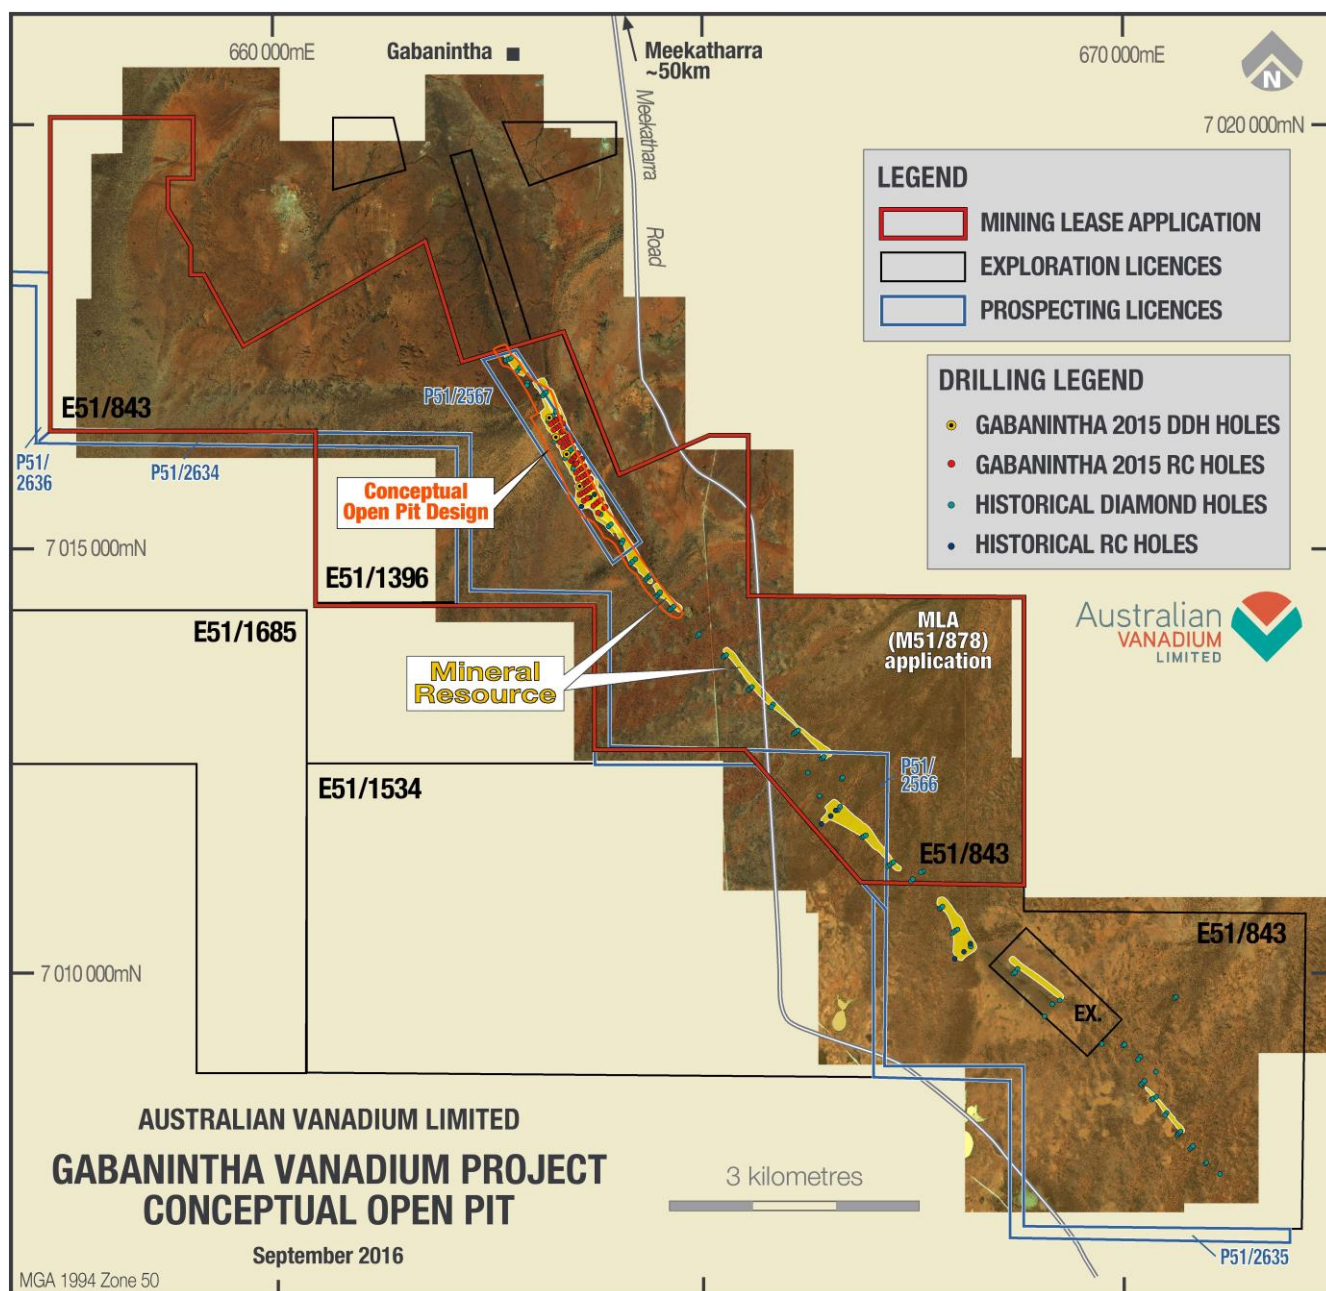 660 000mE
Gabanintha
Meekatharra
~50km
670 000mE
N
7 020 000mN
Meekatharra
Road
LEGEND
MINING LEASE APPLICATION
EXPLORATION LICENCES
PROSPECTING LICENCES
DRILLING LEGEND
GABANINTHA 2015 DDH HOLES
GABANINTHA 2015 RC HOLES
HISTORICAL DIAMOND HOLES
HISTORICAL RC HOLES
P51/2567
E51/843
P51/
2636
P51/2634
Conceptual
Open Pit Design
7 015 000mN
E51/1396
E51/1685
MLA
(M51/878)
application
Australian
VANADIUM
LIMITED
Mineral
Resource
E51/1534
P51/
2566
E51/843
E51/843
7 010 000mN
EX.
AUSTRALIAN VANADIUM LIMITED
GABANINTHA VANADIUM PROJECT
CONCEPTUAL OPEN PIT
September 2016
3 kilometres
P51/2635
MGA 1994 Zone 50